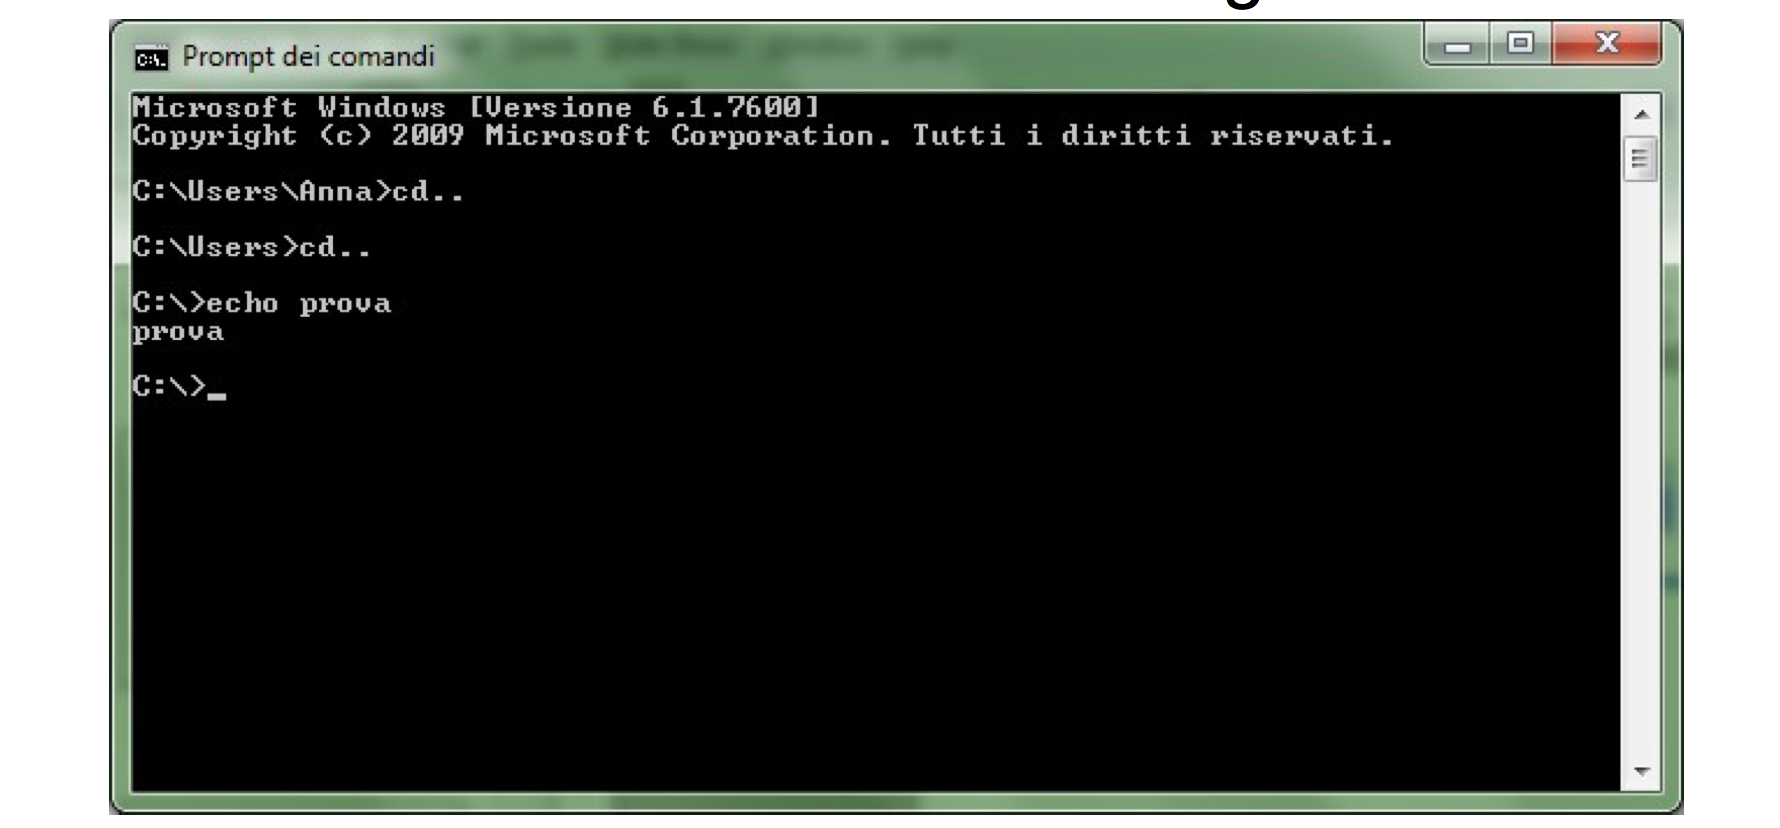 Prompt dei comandi
Microsoft Windows [Versione 6.1.7600]
Copyright (c) 2009 Microsoft Corporation. Tutti i diritti riservati.
C:\Users\Anna>cd..
C:\Users>cd..
C:\>echo prova
prova
C:\>_